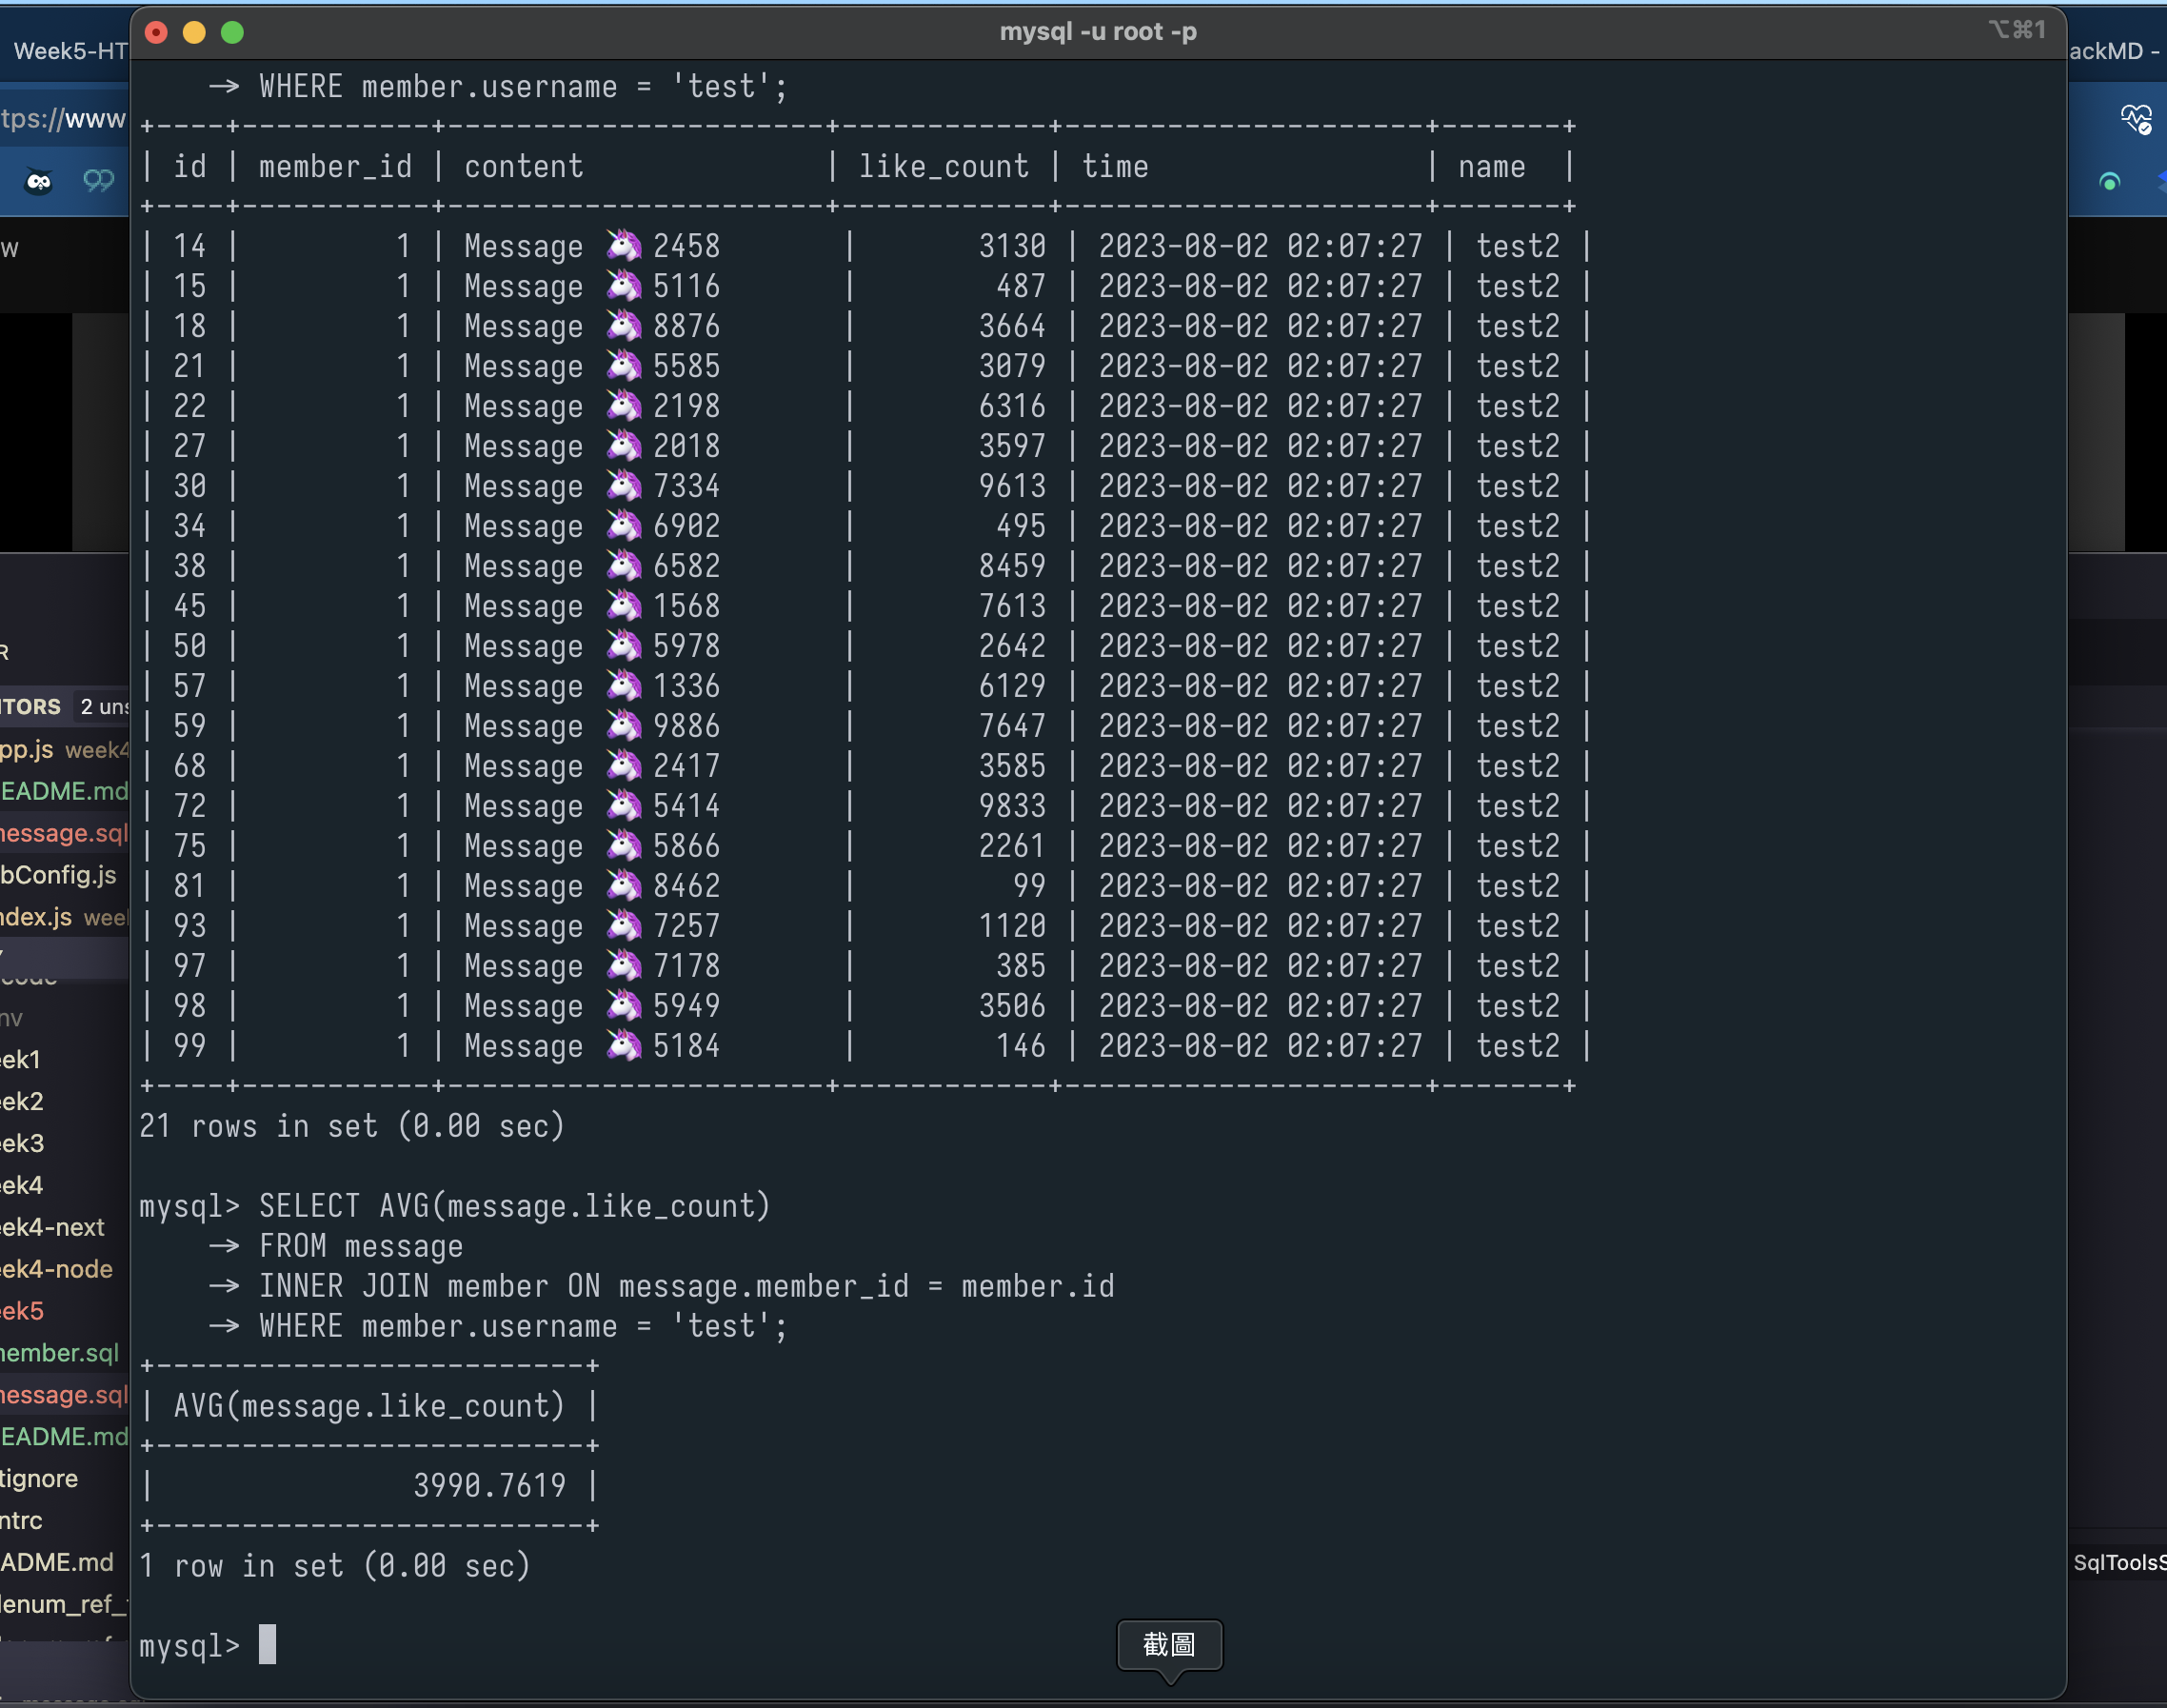 mysql -u root -p
⌥⌘1
Week5-HT
ackMD -
tps://www
-> WHERE member.username = 'test';
+----+-----------+----------------------+------------+---------------------+-------+
| id | member_id | content | like_count | time | name |
+----+-----------+----------------------+------------+---------------------+-------+
| 14 | 1 | Message 🦄 2458 | 3130 | 2023-08-02 02:07:27 | test2 |
| 15 | 1 | Message 🦄 5116 | 487 | 2023-08-02 02:07:27 | test2 |
| 18 | 1 | Message 🦄 8876 | 3664 | 2023-08-02 02:07:27 | test2 |
| 21 | 1 | Message 🦄 5585 | 3079 | 2023-08-02 02:07:27 | test2 |
| 22 | 1 | Message 🦄 2198 | 6316 | 2023-08-02 02:07:27 | test2 |
| 27 | 1 | Message 🦄 2018 | 3597 | 2023-08-02 02:07:27 | test2 |
| 30 | 1 | Message 🦄 7334 | 9613 | 2023-08-02 02:07:27 | test2 |
| 34 | 1 | Message 🦄 6902 | 495 | 2023-08-02 02:07:27 | test2 |
| 38 | 1 | Message 🦄 6582 | 8459 | 2023-08-02 02:07:27 | test2 |
| 45 | 1 | Message 🦄 1568 | 7613 | 2023-08-02 02:07:27 | test2 |
| 50 | 1 | Message 🦄 5978 | 2642 | 2023-08-02 02:07:27 | test2 |
| 57 | 1 | Message 🦄 1336 | 6129 | 2023-08-02 02:07:27 | test2 |
| 59 | 1 | Message 🦄 9886 | 7647 | 2023-08-02 02:07:27 | test2 |
| 68 | 1 | Message 🦄 2417 | 3585 | 2023-08-02 02:07:27 | test2 |
| 72 | 1 | Message 🦄 5414 | 9833 | 2023-08-02 02:07:27 | test2 |
| 75 | 1 | Message 🦄 5866 | 2261 | 2023-08-02 02:07:27 | test2 |
| 81 | 1 | Message 🦄 8462 | 99 | 2023-08-02 02:07:27 | test2 |
| 93 | 1 | Message 🦄 7257 | 1120 | 2023-08-02 02:07:27 | test2 |
| 97 | 1 | Message 🦄 7178 | 385 | 2023-08-02 02:07:27 | test2 |
| 98 | 1 | Message 🦄 5949 | 3506 | 2023-08-02 02:07:27 | test2 |
| 99 | 1 | Message 🦄 5184 | 146 | 2023-08-02 02:07:27 | test2 |
+----+-----------+----------------------+------------+---------------------+-------+
21 rows in set (0.00 sec)
mysql> SELECT AVG(message.like_count)
-> FROM message
-> INNER JOIN member ON message.member_id = member.id
-> WHERE member.username = 'test';
+-------------------------+
| AVG(message.like_count) |
+-------------------------+
| 3990.7619 |
+-------------------------+
1 row in set (0.00 sec)
mysql>
截圖
w
R
ITORS 2 uns
pp.js week4
EADME.md
nessage.sql
bConfig.js
ndex.js week
nv
eek1
eek2
eek3
eek4
eek4-next
eek4-node
eek5
nember.sql
nessage.sql
EADME.md
tignore
ntrc
ADME.md
lenum_ref_
SqlToolsS